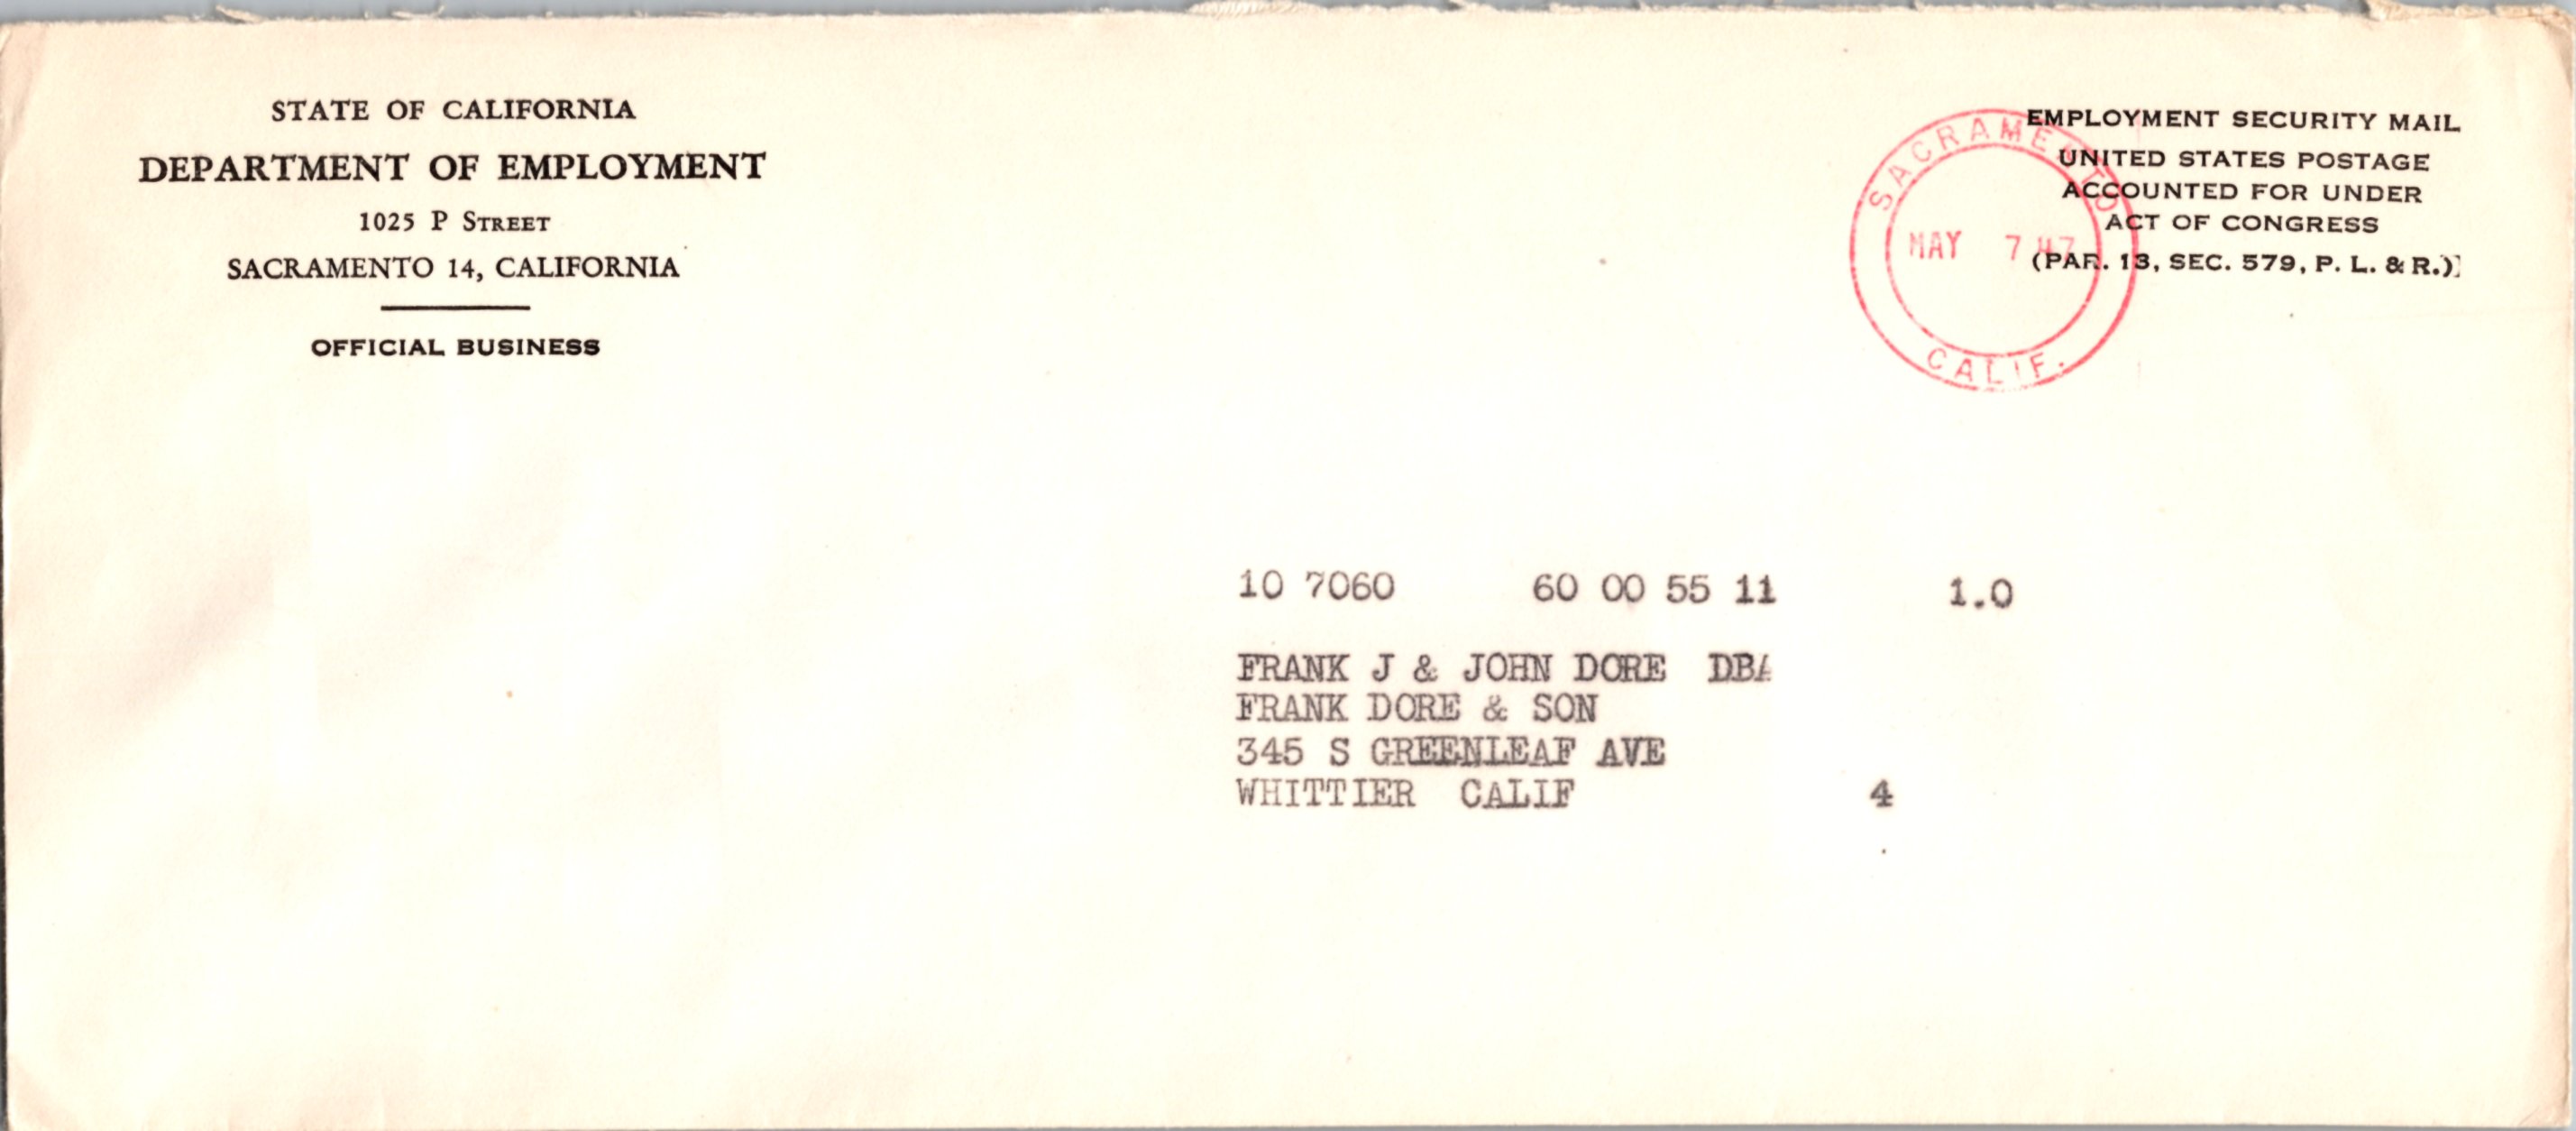 STATE OF CALIFORNIA
DEPARTMENT OF EMPLOYMENT
1025 P STREET
SACRAMENTO 14, CALIFORNIA
OFFICIAL BUSINESS
SACRAMENTO
MAY 7 47
CALIF.
EMPLOYMENT SECURITY MAIL
UNITED STATES POSTAGE
ACCOUNTED FOR UNDER
ACT OF CONGRESS
(PAR. 13, SEC. 579, P. L. & R.)]
10 7060 60 00 55 11 1.0
FRANK J & JOHN DORE DBA
FRANK DORE & SON
345 S GREENLEAF AVE
WHITTIER CALIF 4